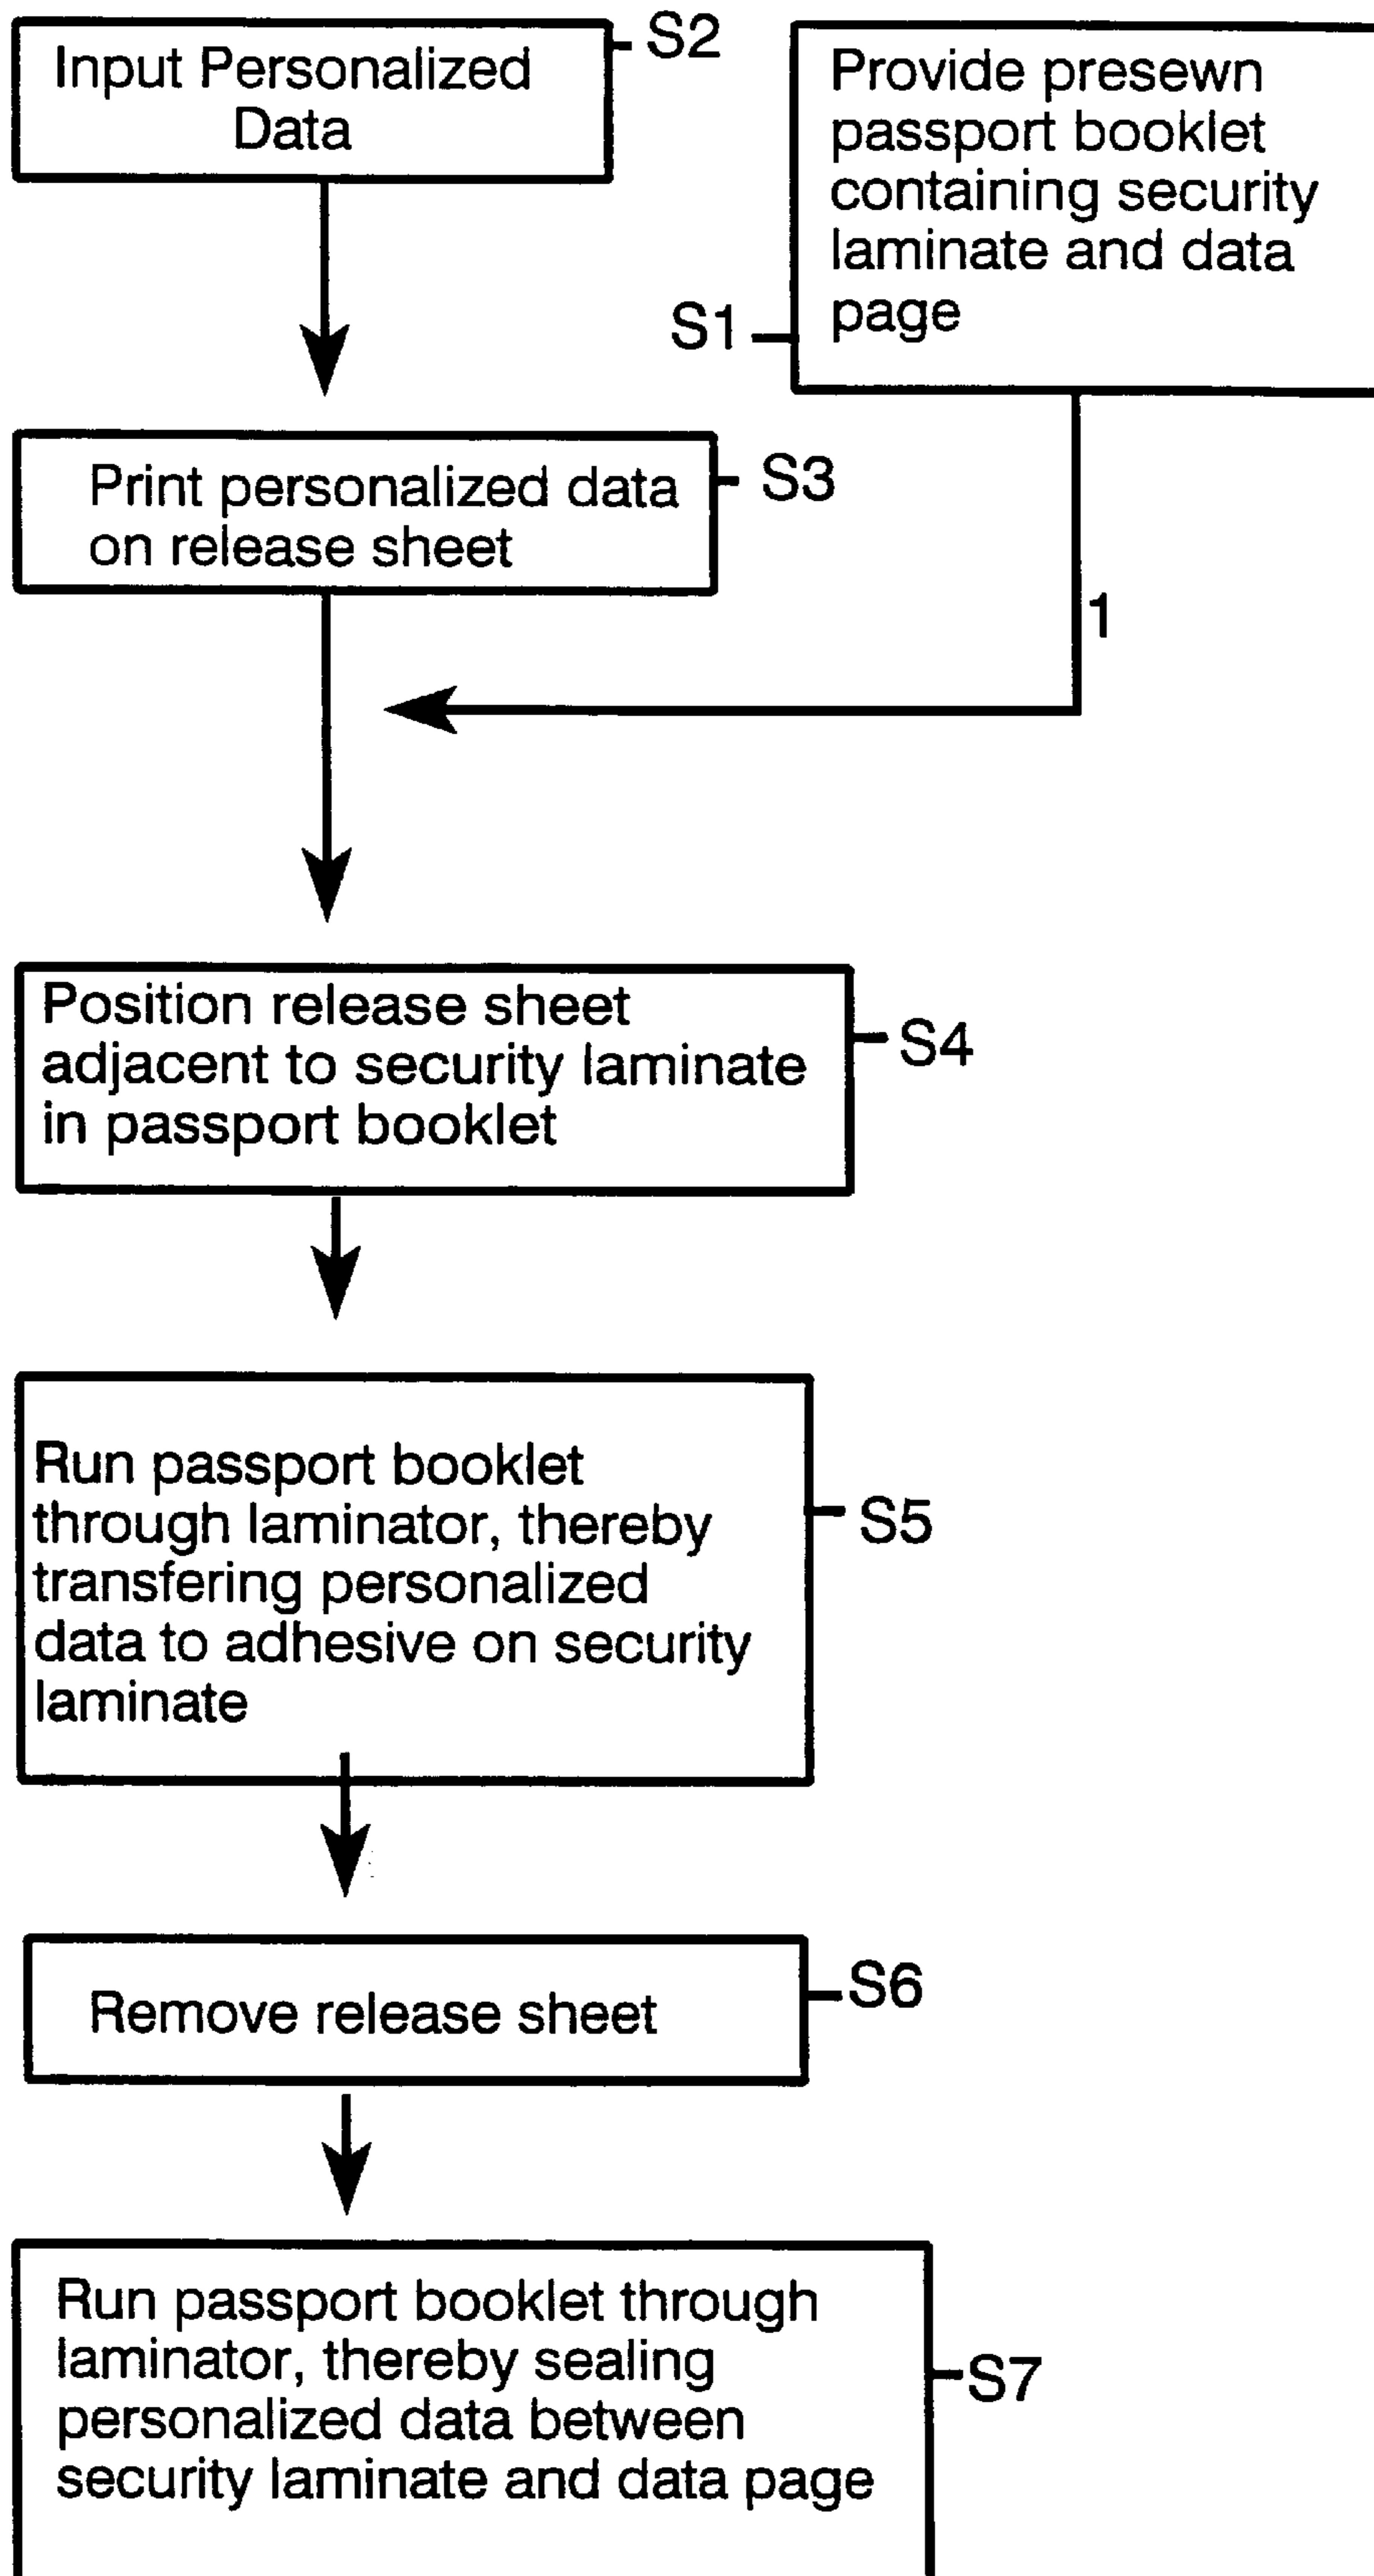 Input Personalized
Data
S2
Provide presewn
passport booklet
containing security
laminate and data
page
S1
Print personalized data
on release sheet
S3
1
Position release sheet
adjacent to security laminate
in passport booklet
S4
Run passport booklet
through laminator, thereby
transfering personalized
data to adhesive on security
laminate
S5
Remove release sheet
S6
Run passport booklet through
laminator, thereby sealing
personalized data between
security laminate and data page
S7